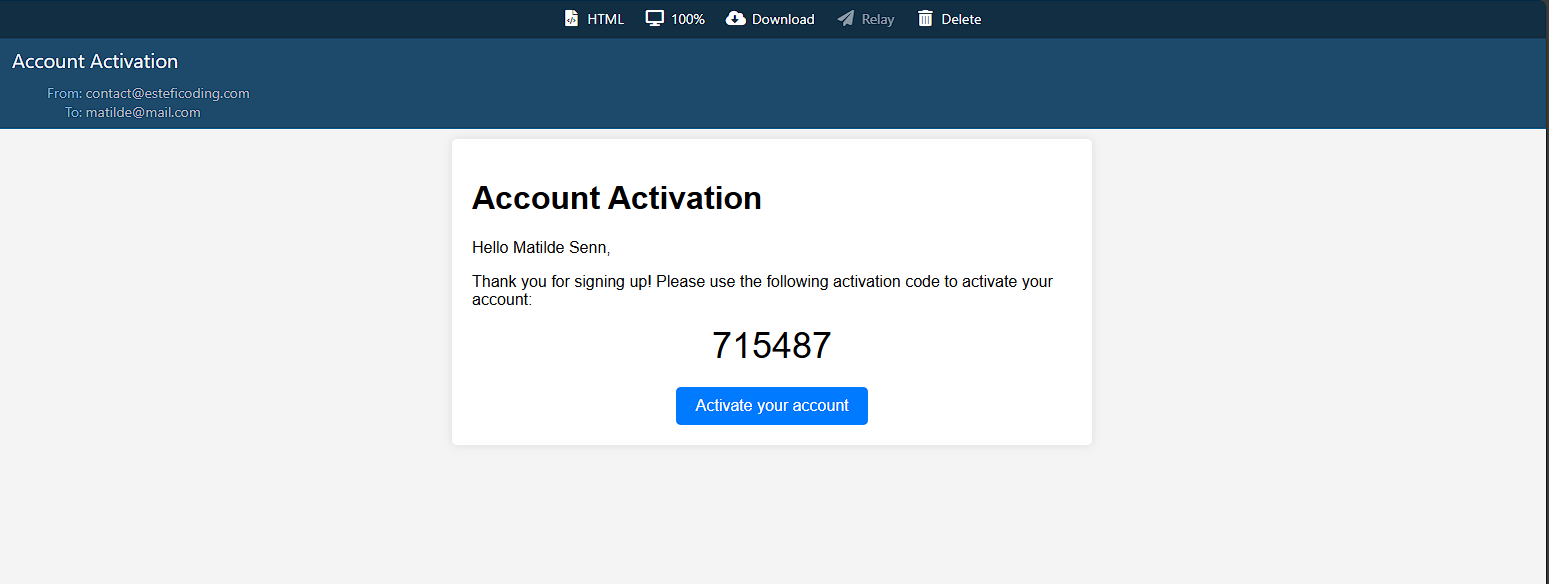 HTML 100% Download Relay Delete
Account Activation
From: contact@esteficoding.com
To: matilde@mail.com
Account Activation
Hello Matilde Senn,
Thank you for signing up! Please use the following activation code to activate your
account:
715487
Activate your account